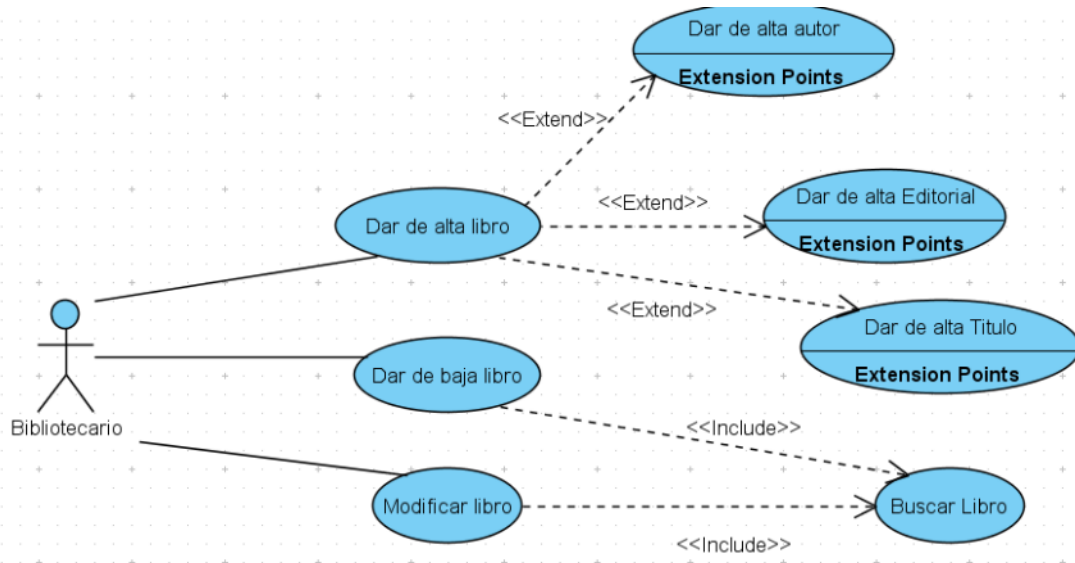 Dar de alta autor
Extension Points
<<Extend>>
Dar de alta Editorial
<<Extend>>
Extension Points
Dar de alta libro
<<Extend>>
Dar de alta Titulo
Extension Points
Dar de baja libro
Bibliotecario
<<Include>>
Modificar libro
Buscar Libro
<<Include>>